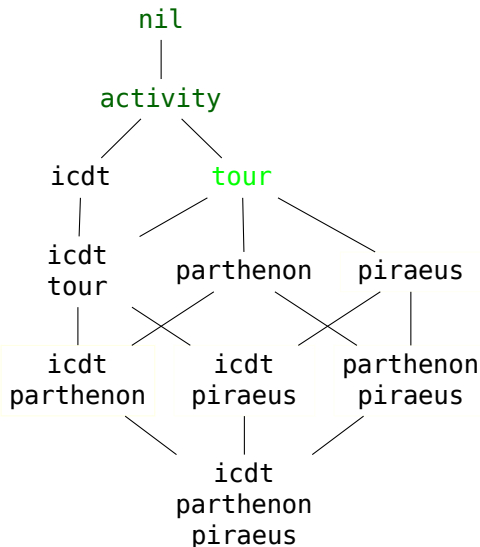 nil
activity
icdt
tour
icdt
tour
parthenon
piraeus
icdt
parthenon
icdt
piraeus
parthenon
piraeus
icdt
parthenon
piraeus